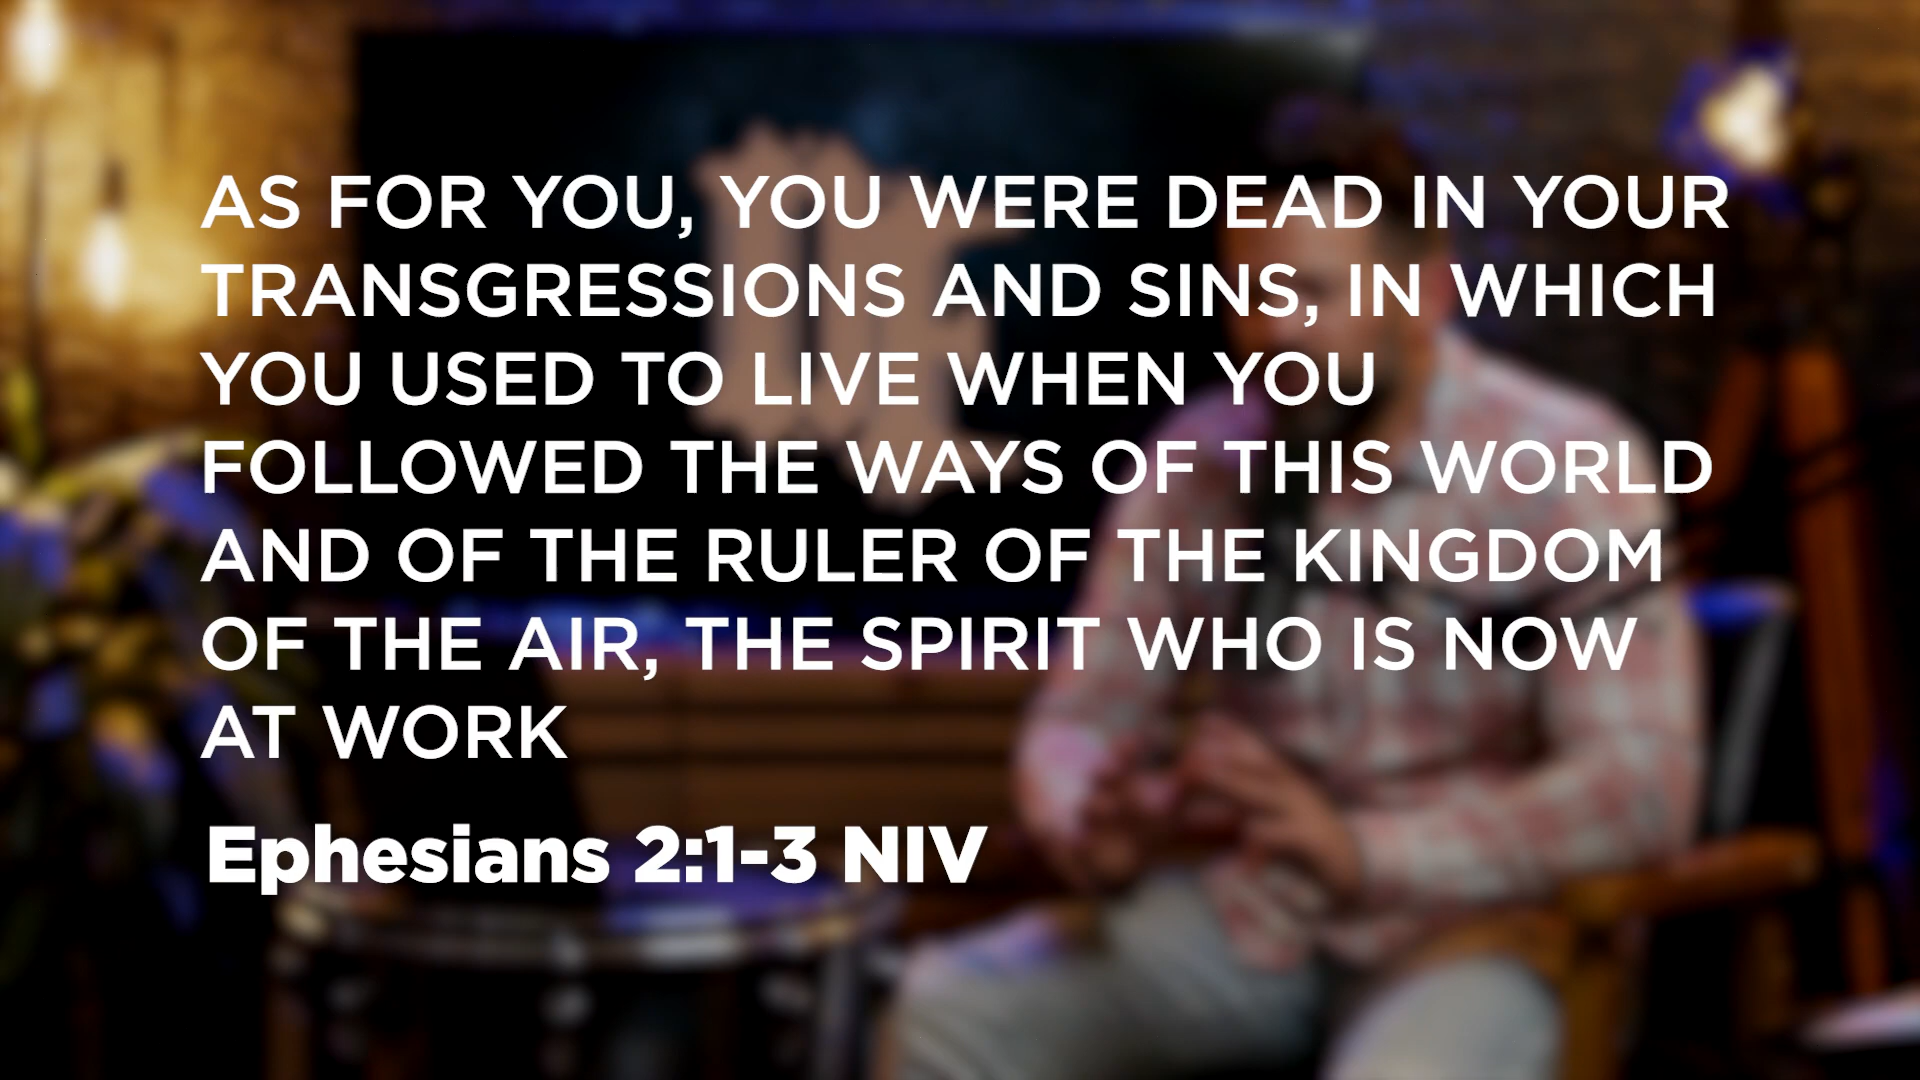 AS FOR YOU, YOU WERE DEAD IN YOUR
TRANSGRESSIONS AND SINS, IN WHICH
YOU USED TO LIVE WHEN YOU
FOLLOWED THE WAYS OF THIS WORLD
AND OF THE RULER OF THE KINGDOM
OF THE AIR, THE SPIRIT WHO IS NOW
AT WORK
Ephesians 2:1-3 NIV